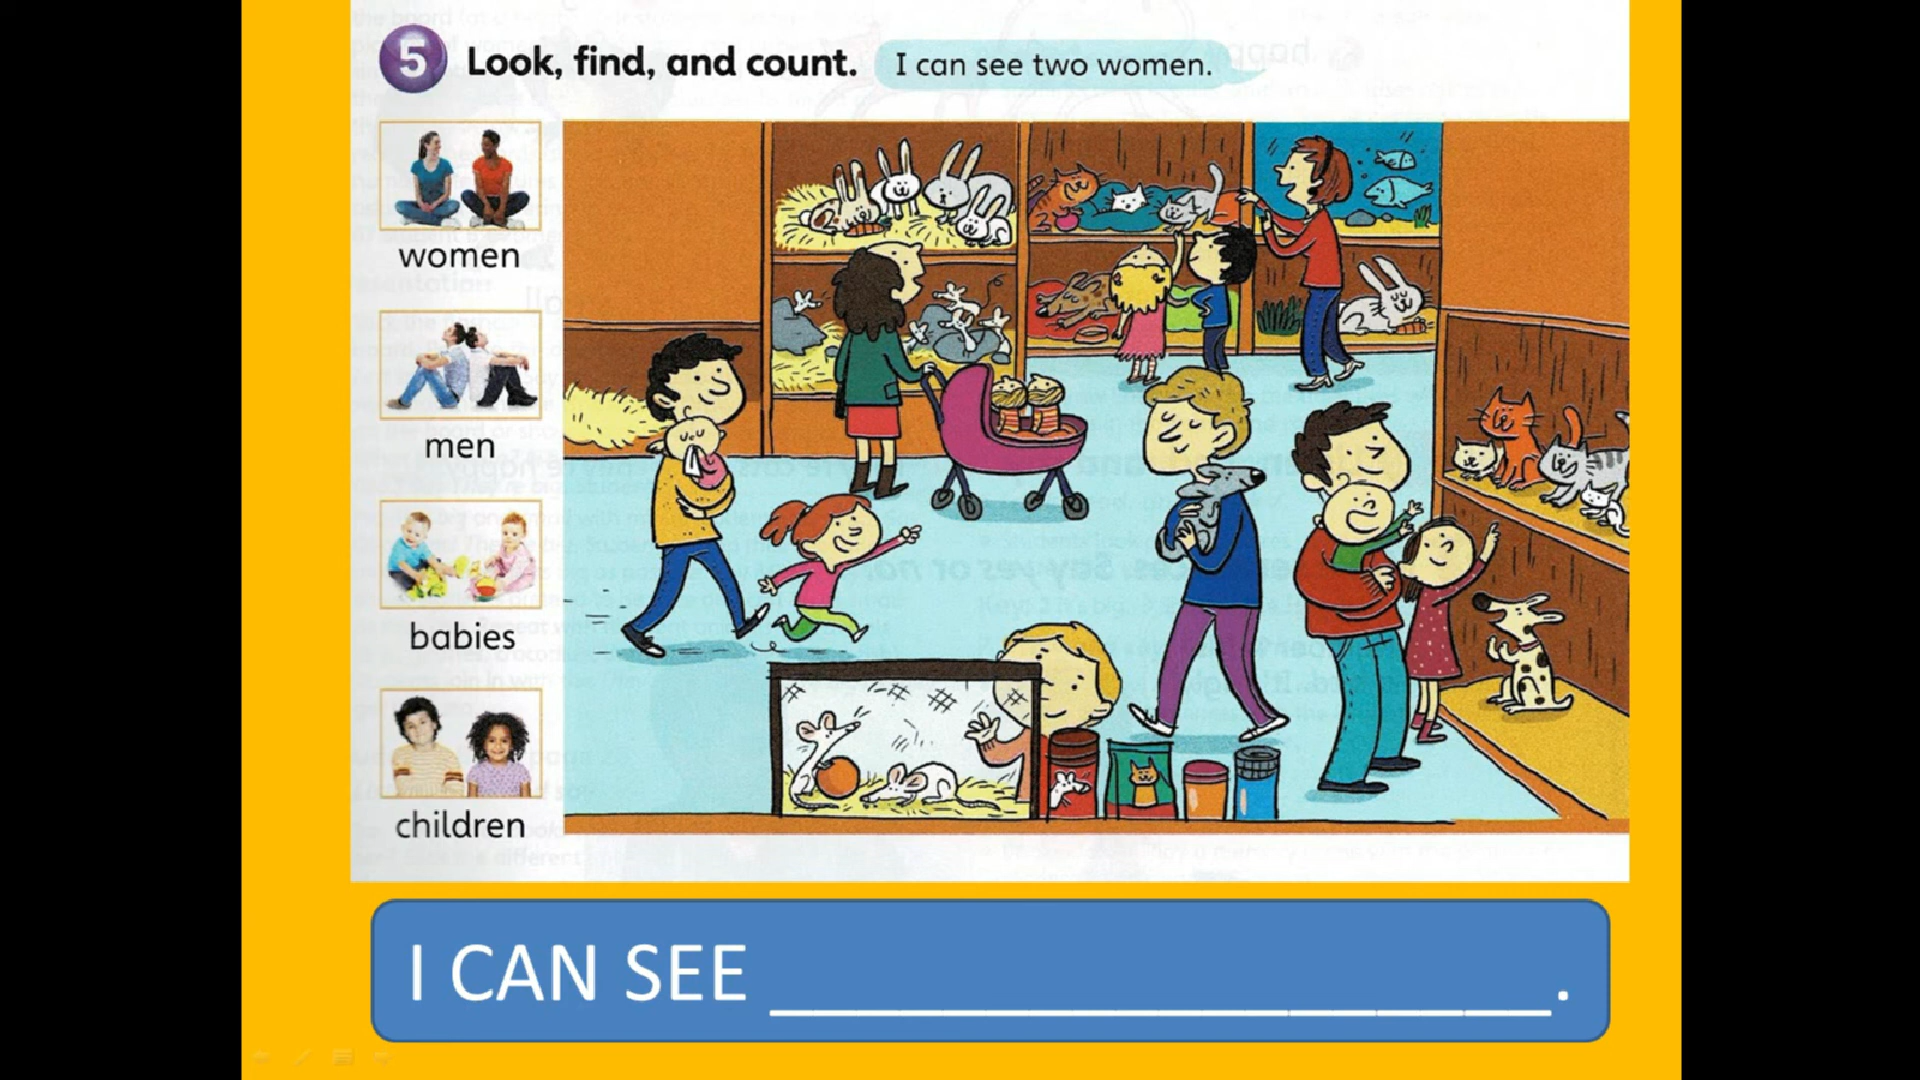 5 Look, find, and count. I can see two women.
women
men
babies
children
I CAN SEE ____________________.